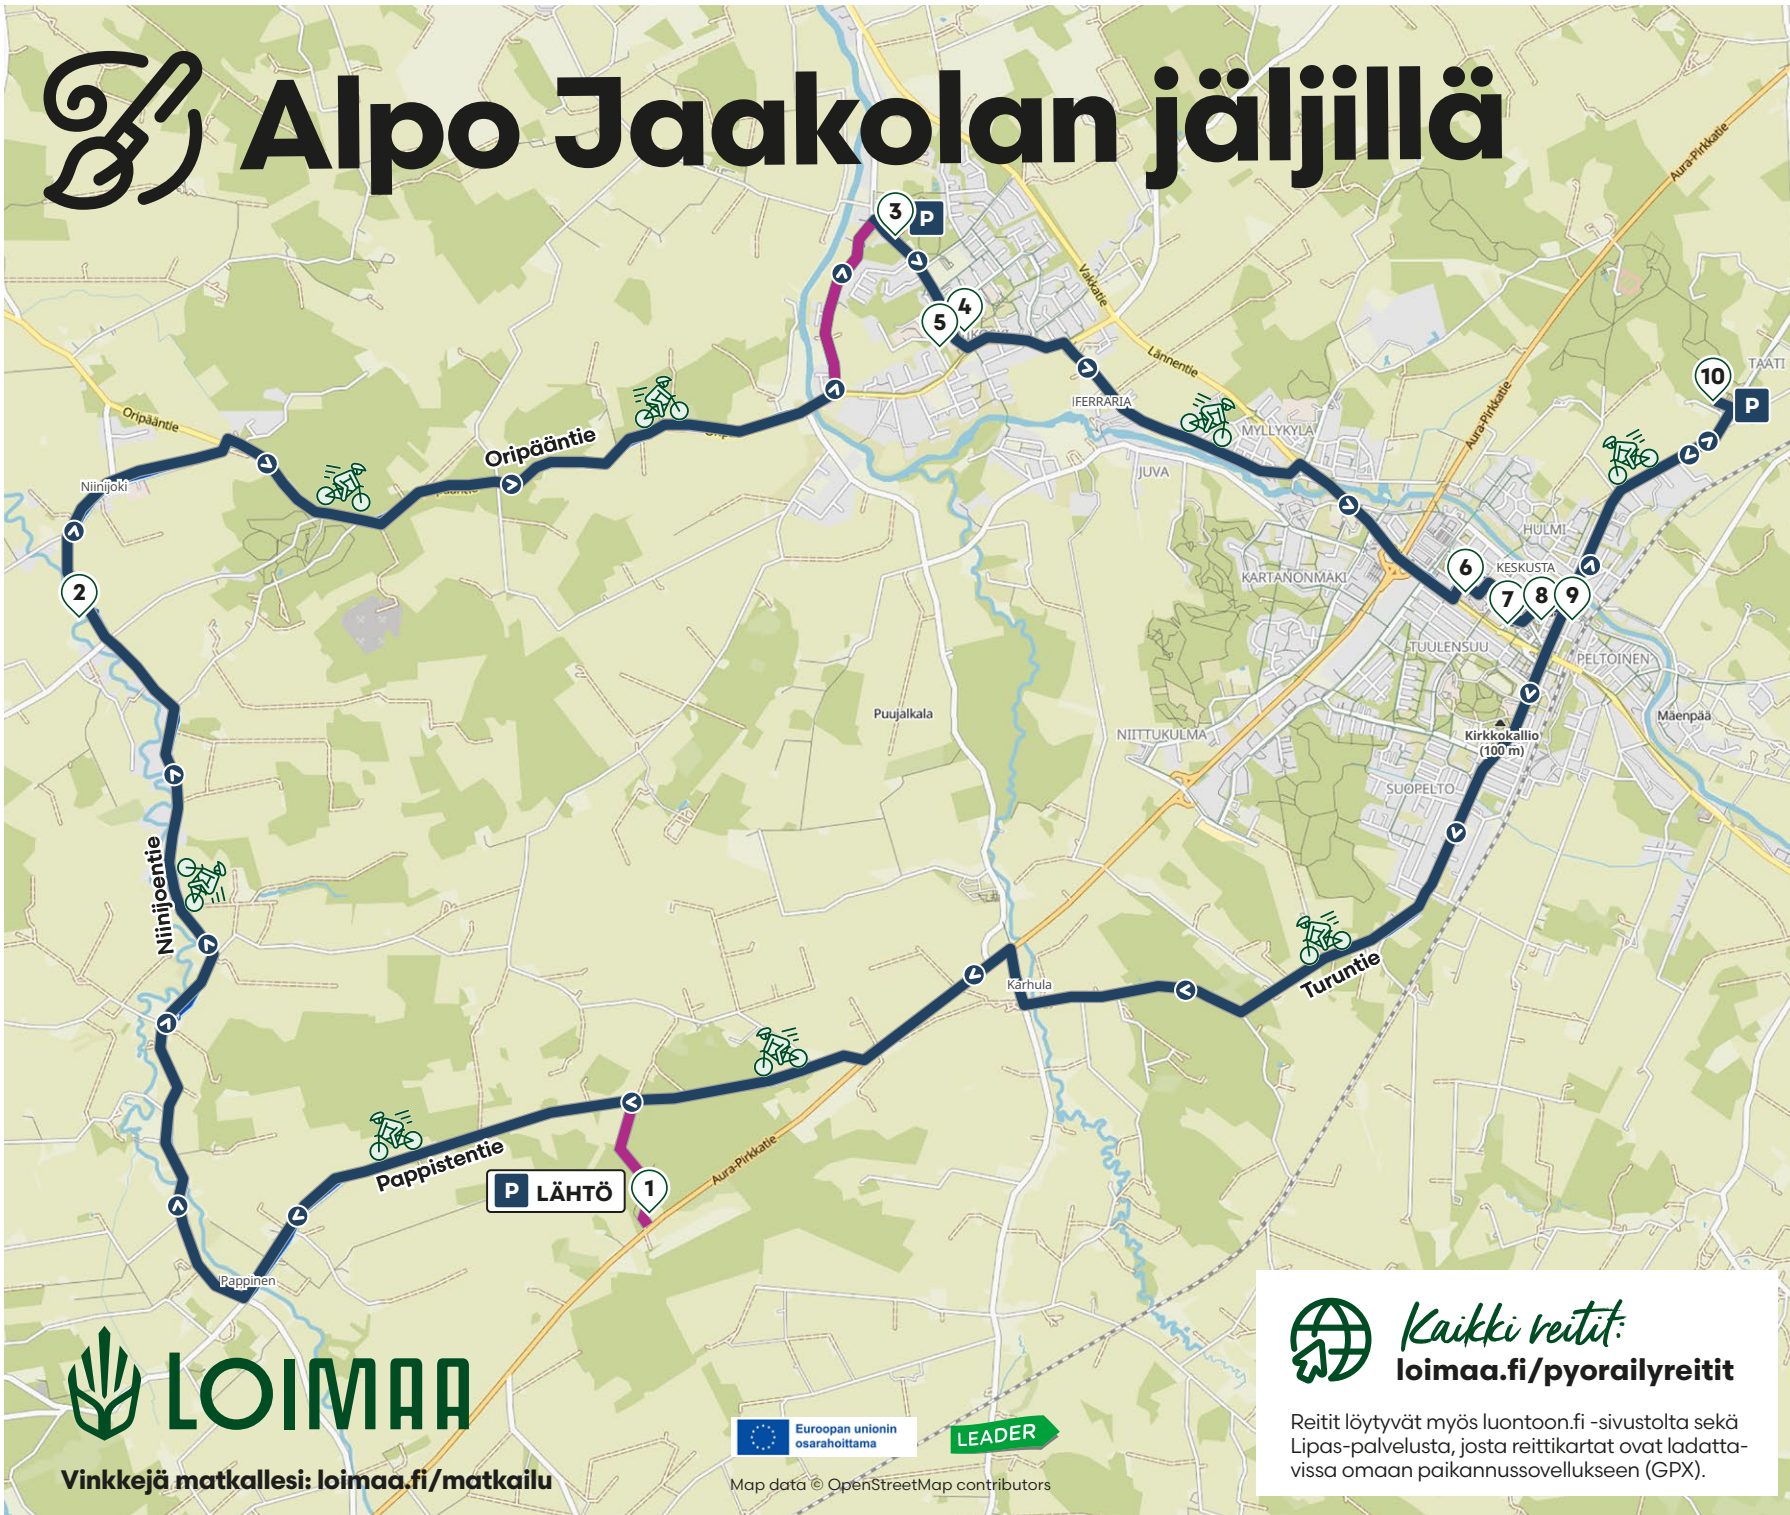 Alpo Jaakolan jäljillä
Aura-Pirkkatie
3
P
Vakkatie
4
5
Lännentie
TAATI
10
P
IFERRARIA
Oripääntie
Oripääntie
MYLLYKYLÄ
Aura-Pirkkatie
JUVA
Niinijoki
HULMI
KESKUSTA
KARTANONMÄKI
2
6
7
8
9
TUULENSUU
PELTOINEN
Puujalkala
Mäenpää
NIITTUKULMA
Kirkkokallio
(100 m)
SUOPELTO
Niinijoentie
Turuntie
Karhula
Pappistentie
Aura-Pirkkatie
P LÄHTÖ
1
Pappinen
LOIMAA
Vinkkejä matkallesi: loimaa.fi/matkailu
Euroopan unionin
osarahoittama
LEADER
Map data © OpenStreetMap contributors
Kaikki reitit:
loimaa.fi/pyorailyreitit
Reitit löytyvät myös luontoon.fi -sivustolta sekä
Lipas-palvelusta, josta reittikartat ovat ladatta-
vissa omaan paikannussovellukseen (GPX).